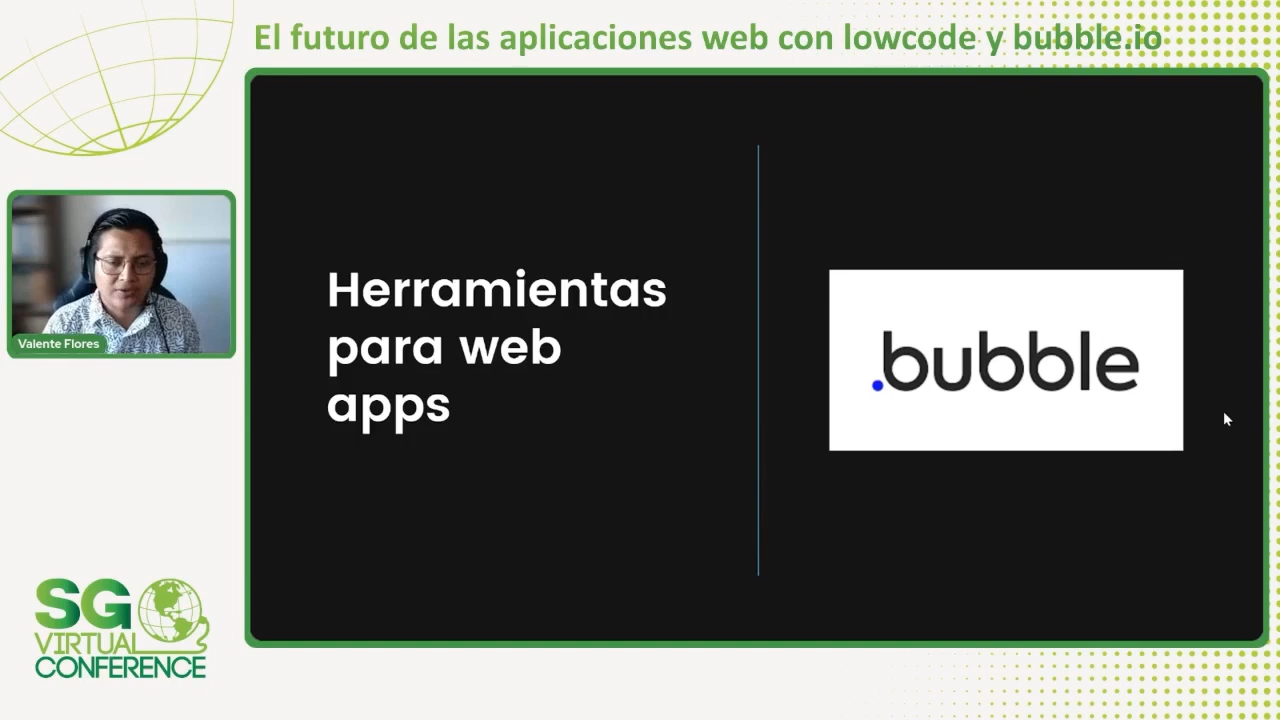 El futuro de las aplicaciones web con lowcode y bubble.io
Valente Flores
Herramientas
para web
apps
.bubble
SG
VIRTUAL
CONFERENCE